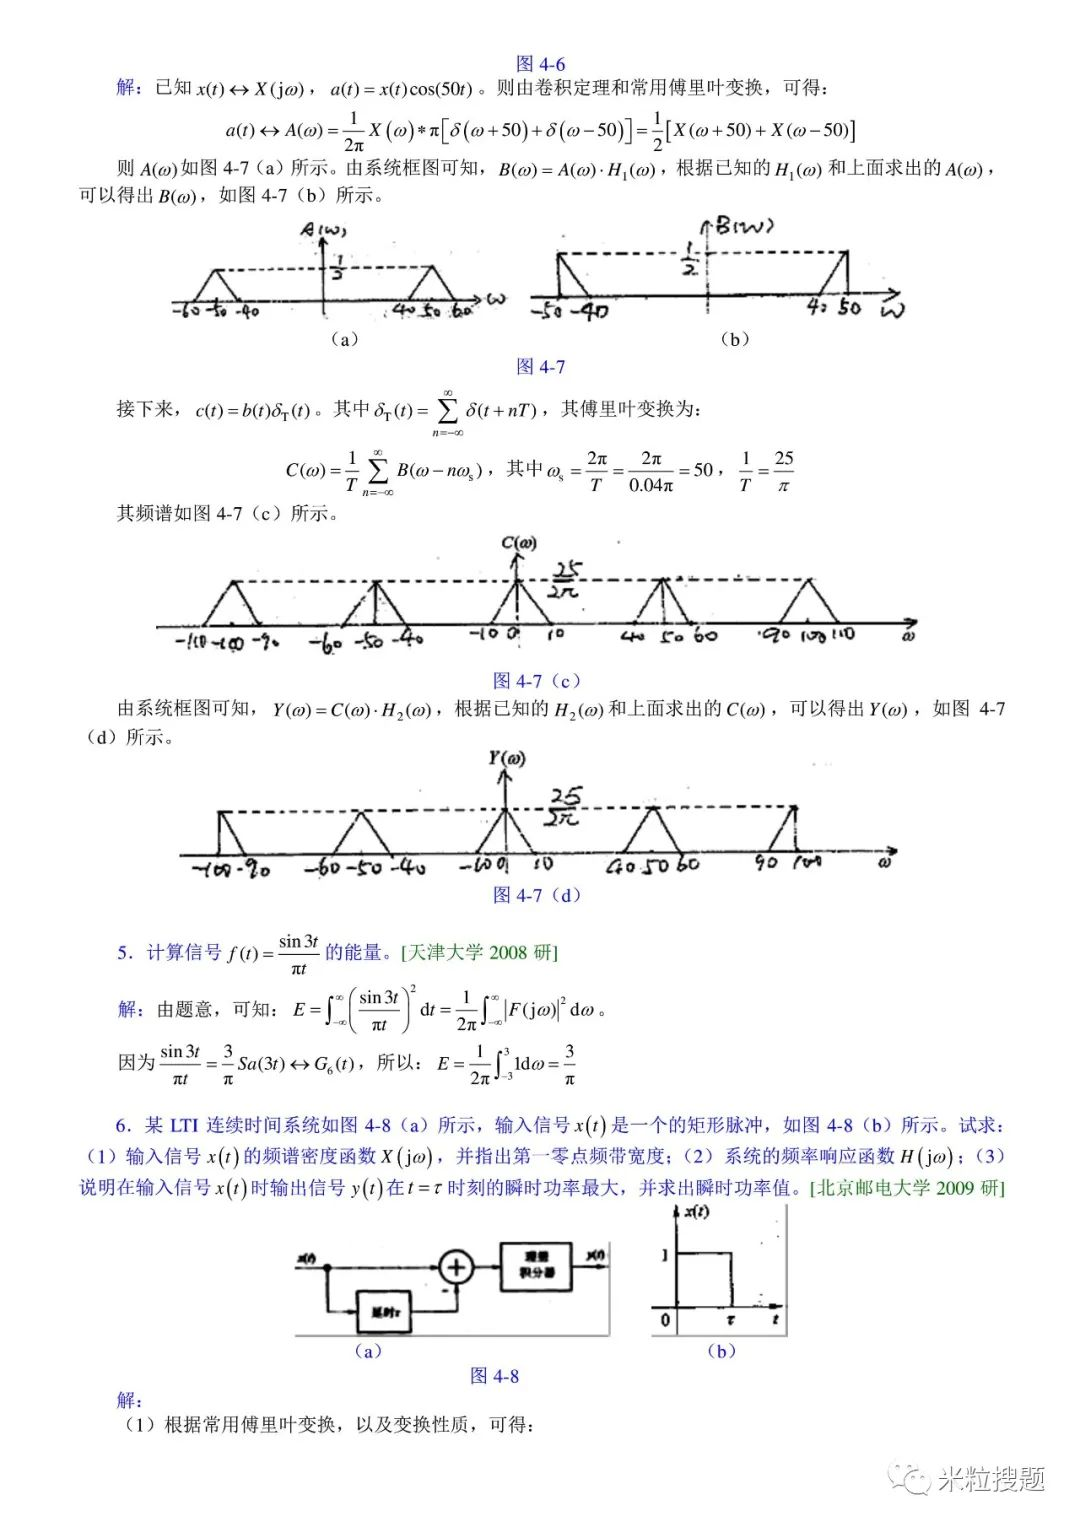 图 4-6
解：已知 x(t) ↔ X(jω)，a(t) = x(t)cos(50t)。则由卷积定理和常用傅里叶变换，可得：
a(t) ↔ A(ω) = 1/2π X(ω) * π[δ(ω + 50) + δ(ω − 50)] = 1/2 [X(ω + 50) + X(ω − 50)]
则 A(ω) 如图 4-7（a）所示。由系统框图可知，B(ω) = A(ω) · H₁(ω)，根据已知的 H₁(ω) 和上面求出的 A(ω)，
可以得出 B(ω)，如图 4-7（b）所示。
A(ω)
-60 -50 -40 40 50 60 ω
B(ω)
1/2
-50 -40 40 50 ω
（a）
（b）
图 4-7
接下来，c(t) = b(t)δT(t)。其中 δT(t) = ∑_{n=−∞}^{∞} δ(t + nT)，其傅里叶变换为：
C(ω) = 1/T ∑_{n=−∞}^{∞} B(ω − nωs)，其中 ωs = 2π/T = 2π/0.04π = 50，1/T = 25/π
其频谱如图 4-7（c）所示。
C(ω)
25/2π
-110 -100 -90 -60 -50 -40 -10 0 10 40 50 60 90 100 110 ω
图 4-7（c）
由系统框图可知，Y(ω) = C(ω) · H₂(ω)，根据已知的 H₂(ω) 和上面求出的 C(ω)，可以得出 Y(ω)，如图 4-7
（d）所示。
Y(ω)
25/2π
-100 -90 -60 -50 -40 -10 0 10 40 50 60 90 100 ω
图 4-7（d）
5．计算信号 f(t) = sin 3t/πt 的能量。[天津大学 2008 研]
解：由题意，可知：E = ∫_{−∞}^{∞} (sin 3t/πt)² dt = 1/2π ∫_{−∞}^{∞} |F(jω)|² dω。
因为 sin 3t/πt = 3/π Sa(3t) ↔ G₆(t)，所以：E = 1/2π ∫_{−3}^{3} 1dω = 3/π
6．某 LTI 连续时间系统如图 4-8（a）所示，输入信号 x(t) 是一个的矩形脉冲，如图 4-8（b）所示。试求：
（1）输入信号 x(t) 的频谱密度函数 X(jω)，并指出第一零点频带宽度；（2）系统的频率响应函数 H(jω)；（3）
说明在输入信号 x(t) 时输出信号 y(t) 在 t = τ 时刻的瞬时功率最大，并求出瞬时功率值。[北京邮电大学 2009 研]
x(t) + 理想 y(t)
积分器
-
延时τ
x(t)
1
0 τ t
（a）
（b）
图 4-8
解：
（1）根据常用傅里叶变换，以及变换性质，可得：
米粒搜题